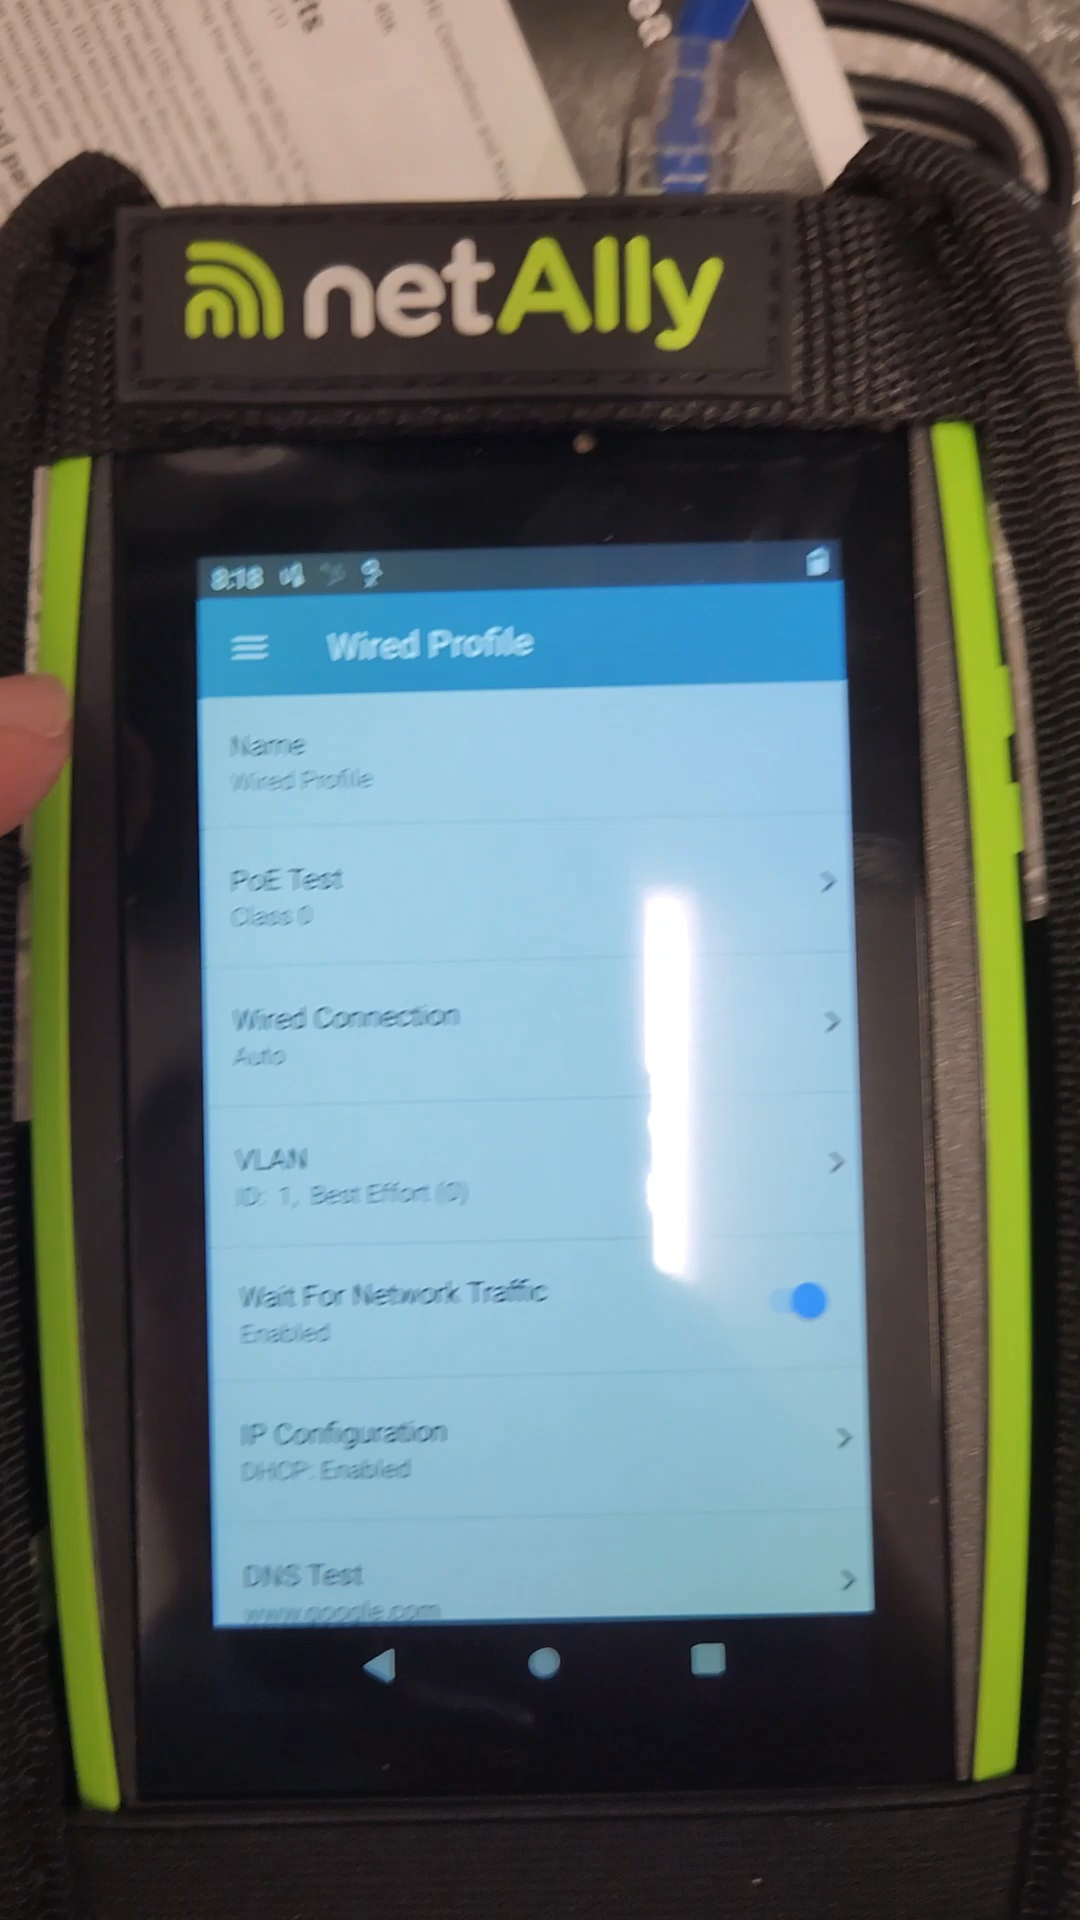 netAlly
8:18
Wired Profile
Name
Wired Profile
PoE Test
Class 0
Wired Connection
Auto
VLAN
ID: 1, Best Effort (0)
Wait For Network Traffic
Enabled
IP Configuration
DHCP: Enabled
DNS Test
www.google.com